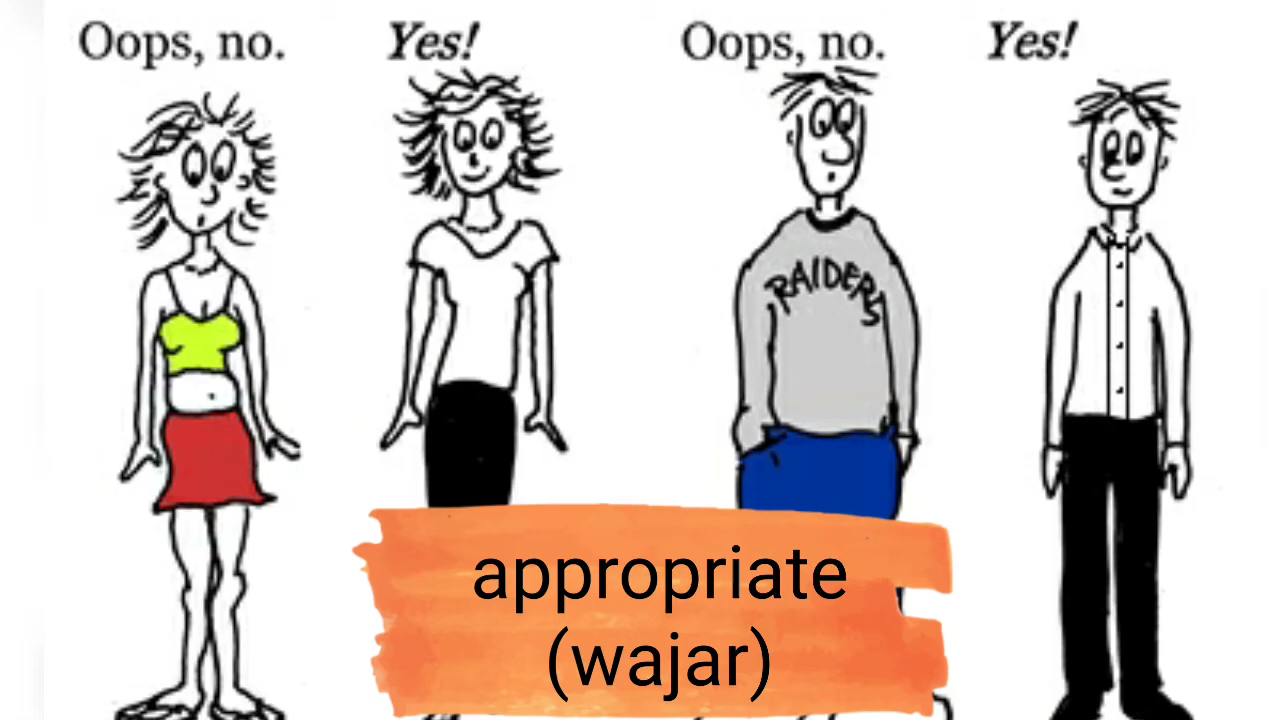 Oops, no.
Yes!
Oops, no.
Yes!
RAIDERS
appropriate
(wajar)